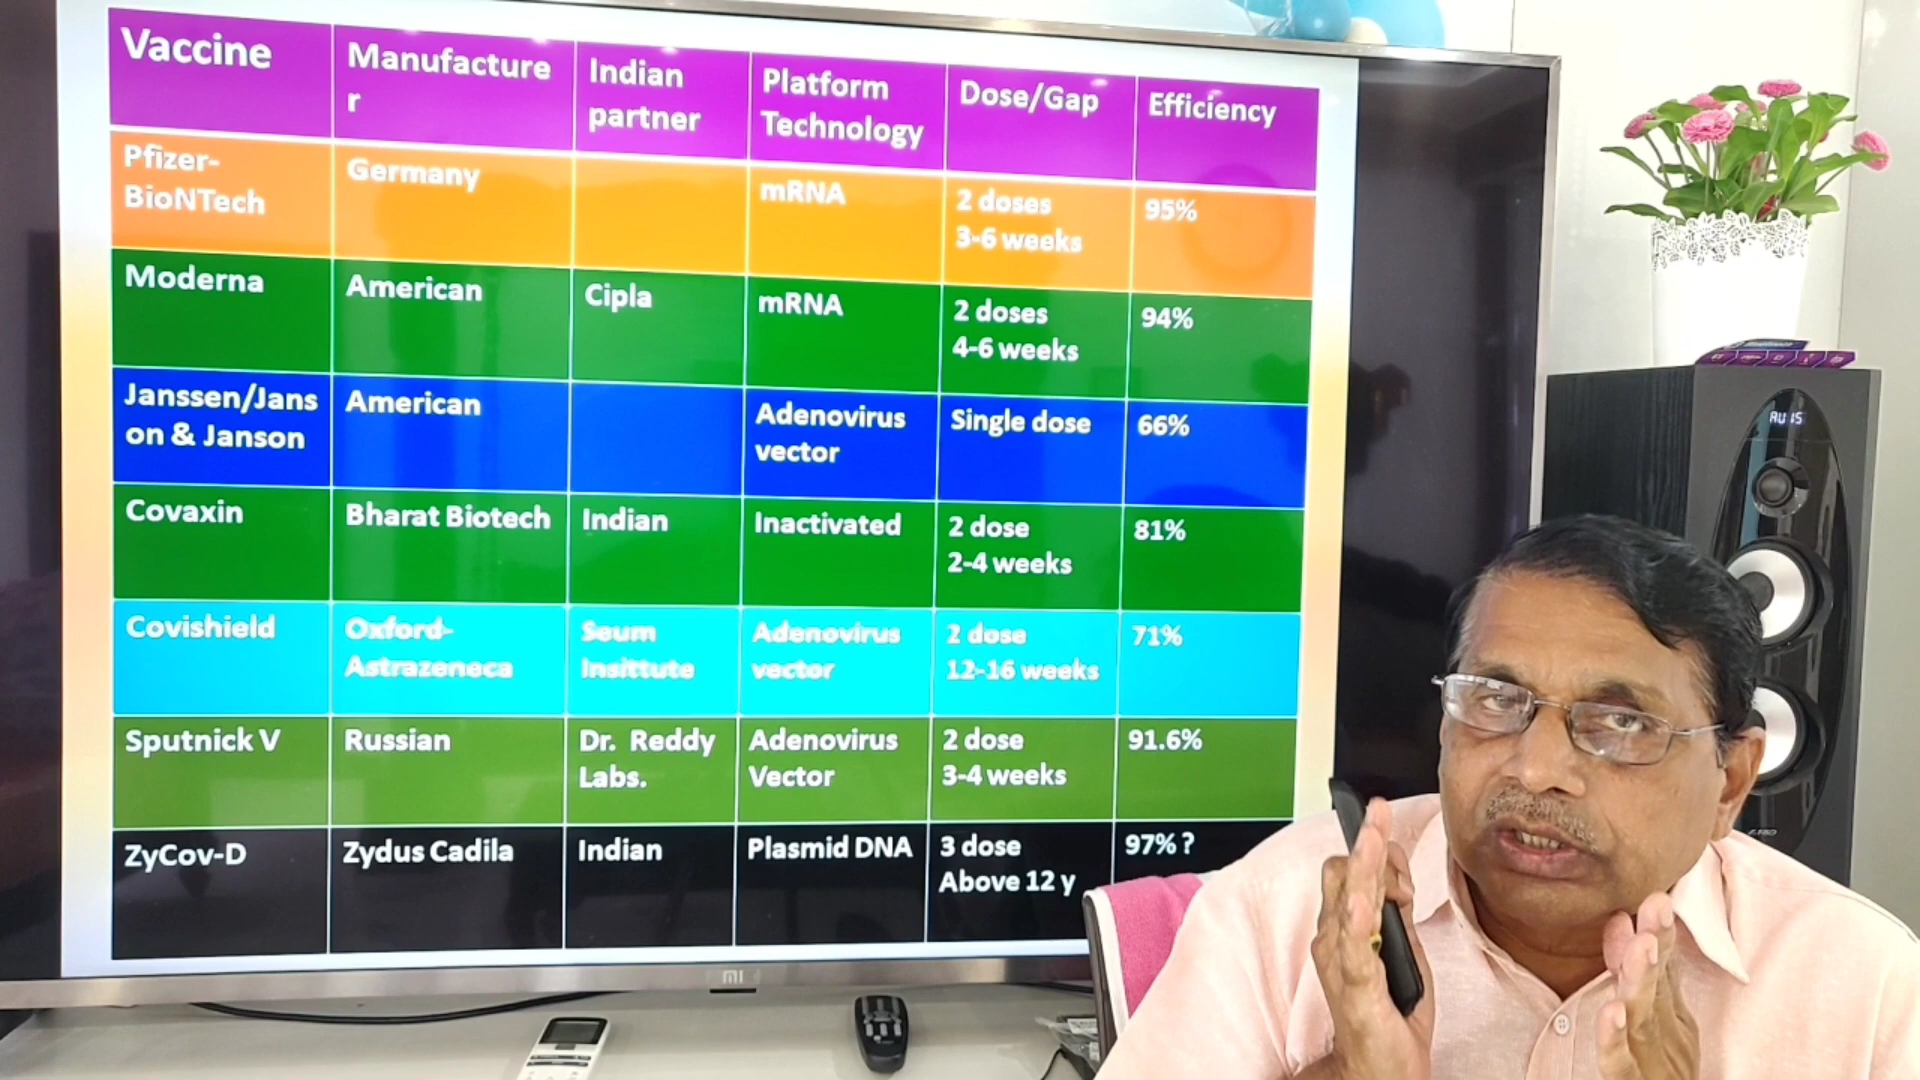 Vaccine
Manufacture
r
Indian
partner
Platform
Technology
Dose/Gap
Efficiency
Pfizer-
BioNTech
Germany
mRNA
2 doses
3-6 weeks
95%
Moderna
American
Cipla
mRNA
2 doses
4-6 weeks
94%
Janssen/Jans
on & Janson
American
Adenovirus
vector
Single dose
66%
Covaxin
Bharat Biotech
Indian
Inactivated
2 dose
2-4 weeks
81%
Covishield
Oxford-
Astrazeneca
Seum
Insittute
Adenovirus
vector
2 dose
12-16 weeks
71%
Sputnick V
Russian
Dr. Reddy
Labs.
Adenovirus
Vector
2 dose
3-4 weeks
91.6%
ZyCov-D
Zydus Cadila
Indian
Plasmid DNA
3 dose
Above 12 y
97% ?
MI